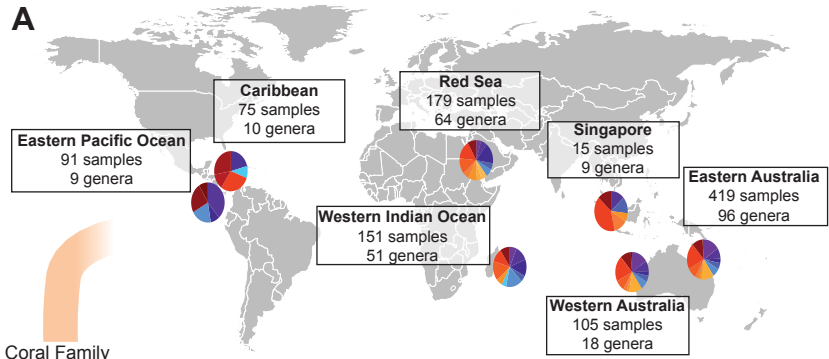 A
Caribbean
75 samples
10 genera
Red Sea
179 samples
64 genera
Eastern Pacific Ocean
91 samples
9 genera
Singapore
15 samples
9 genera
Eastern Australia
419 samples
96 genera
Western Indian Ocean
151 samples
51 genera
Western Australia
105 samples
18 genera
Coral Family